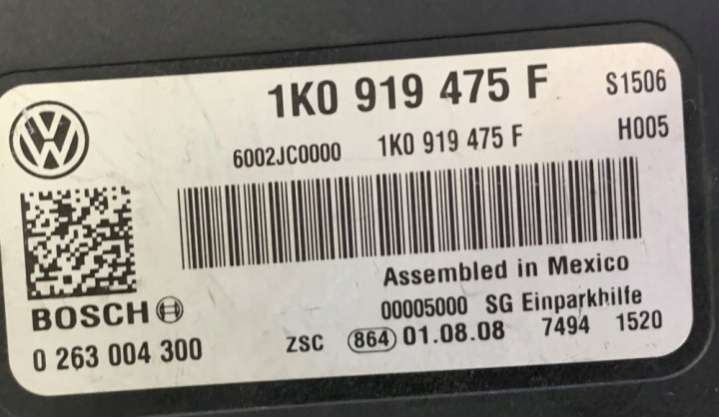 1K0 919 475 F S1506
6002JC0000 1K0 919 475 F H005
Assembled in Mexico
BOSCH 00005000 SG Einparkhilfe
0 263 004 300 ZSC 864 01.08.08 7494 1520